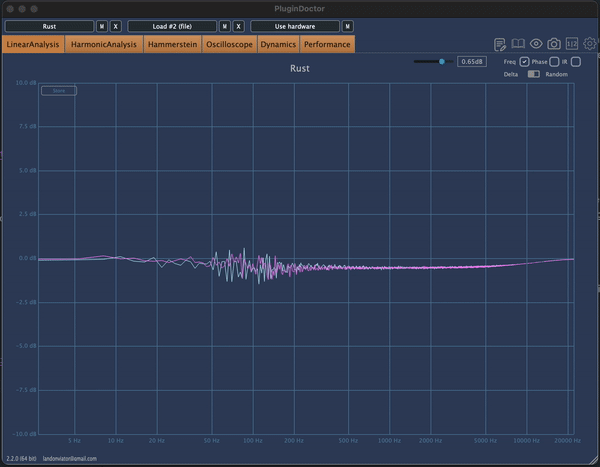 PluginDoctor
Rust M X Load #2 (file) M X Use hardware M
LinearAnalysis HarmonicAnalysis Hammerstein Oscilloscope Dynamics Performance
1|2
0.65dB Freq Phase IR
Delta Random
Rust
Store
10.0 dB
7.5 dB
5.0 dB
2.5 dB
0.0 dB
-2.5 dB
-5.0 dB
-7.5 dB
-10.0 dB
5 Hz 10 Hz 20 Hz 50 Hz 100 Hz 200 Hz 500 Hz 1000 Hz 2000 Hz 5000 Hz 10000 Hz 20000 Hz
2.2.0 (64 bit) landonviator@gmail.com